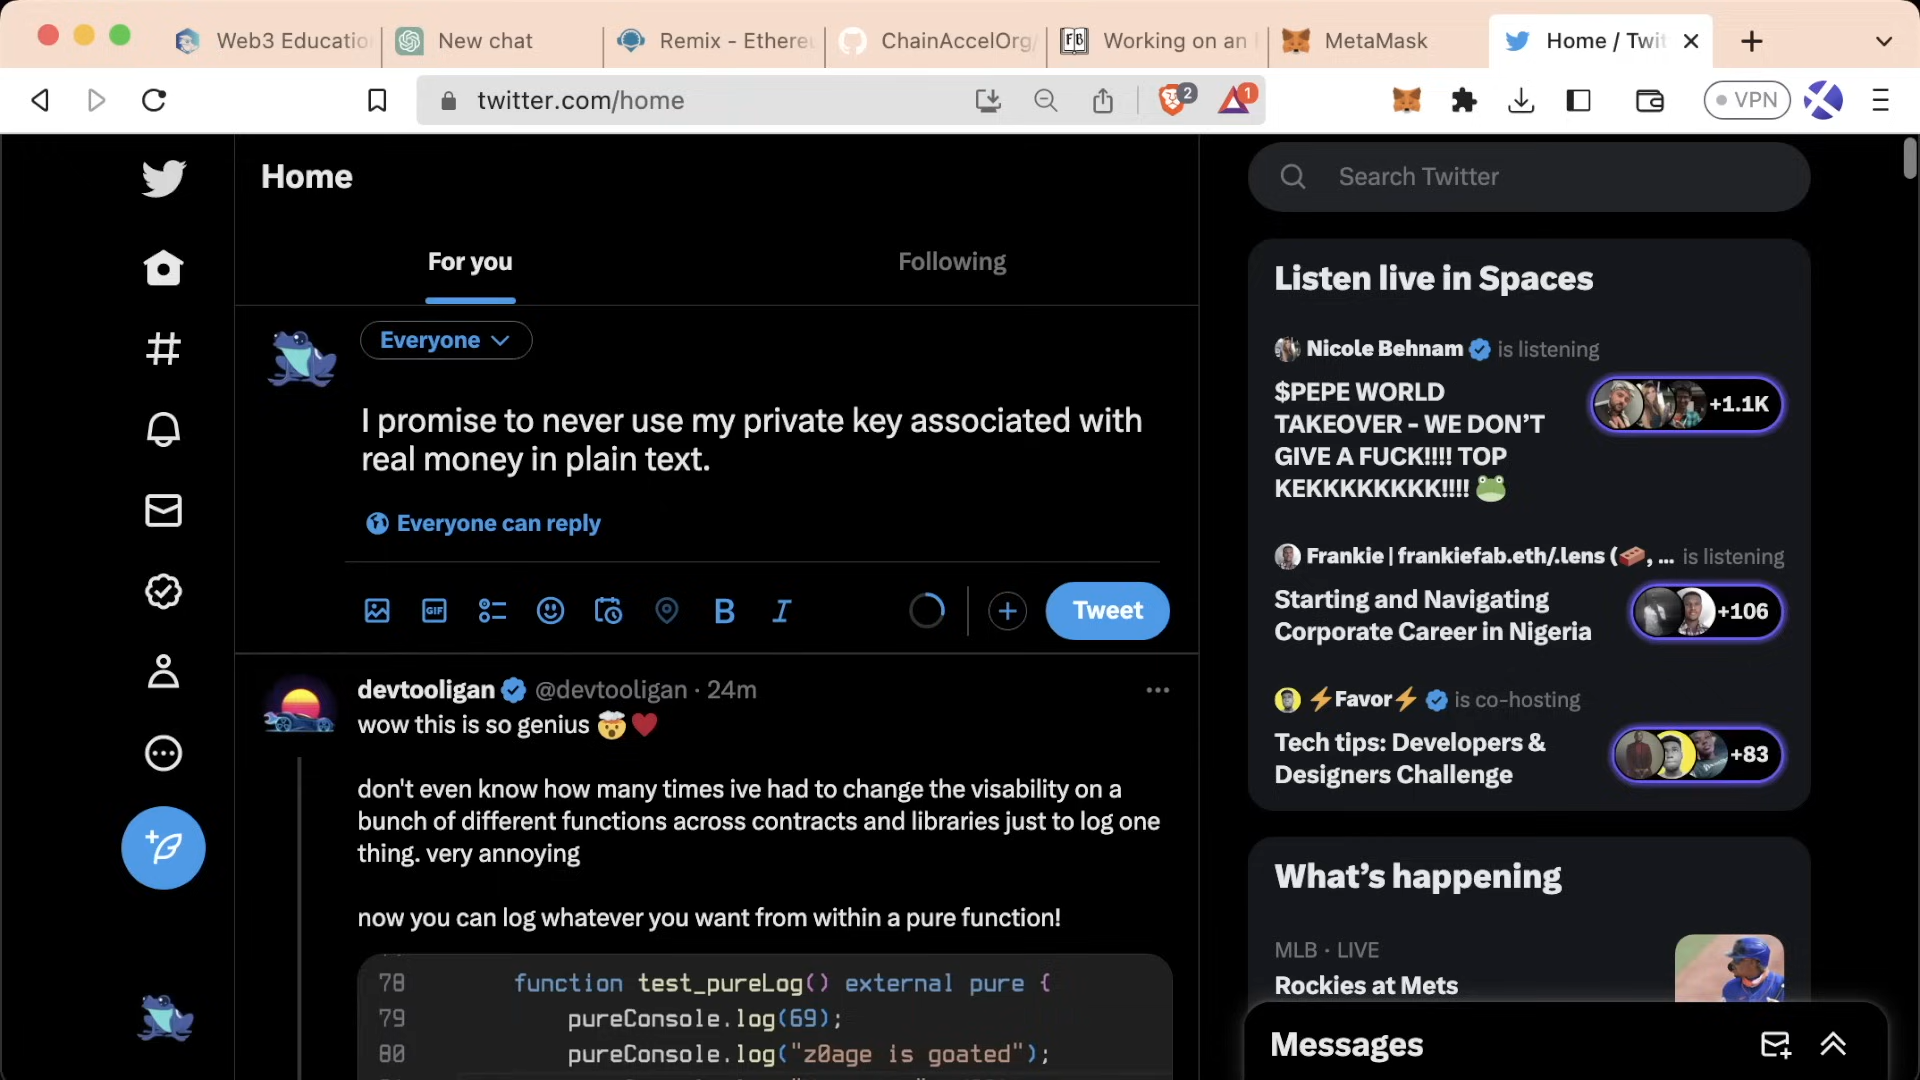 Web3 Educatio
New chat
Remix - Ethere
ChainAccelOrg/
Working on an
MetaMask
Home / Twit
twitter.com/home
2
1
VPN
Home
For you
Following
Everyone
I promise to never use my private key associated with
real money in plain text.
Everyone can reply
GIF
B I
Tweet
devtooligan @devtooligan · 24m
wow this is so genius 🤯♥
don't even know how many times ive had to change the visability on a
bunch of different functions across contracts and libraries just to log one
thing. very annoying
now you can log whatever you want from within a pure function!
78 function test_pureLog() external pure {
79 pureConsole.log(69);
80 pureConsole.log("z0age is goated");
Search Twitter
Listen live in Spaces
Nicole Behnam is listening
$PEPE WORLD
TAKEOVER - WE DON'T
GIVE A FUCK!!!! TOP
KEKKKKKKKK!!!! 🐸
+1.1K
Frankie | frankiefab.eth/.lens (🧱, ... is listening
Starting and Navigating
Corporate Career in Nigeria
+106
⚡Favor⚡ is co-hosting
Tech tips: Developers &
Designers Challenge
+83
What's happening
MLB · LIVE
Rockies at Mets
Messages